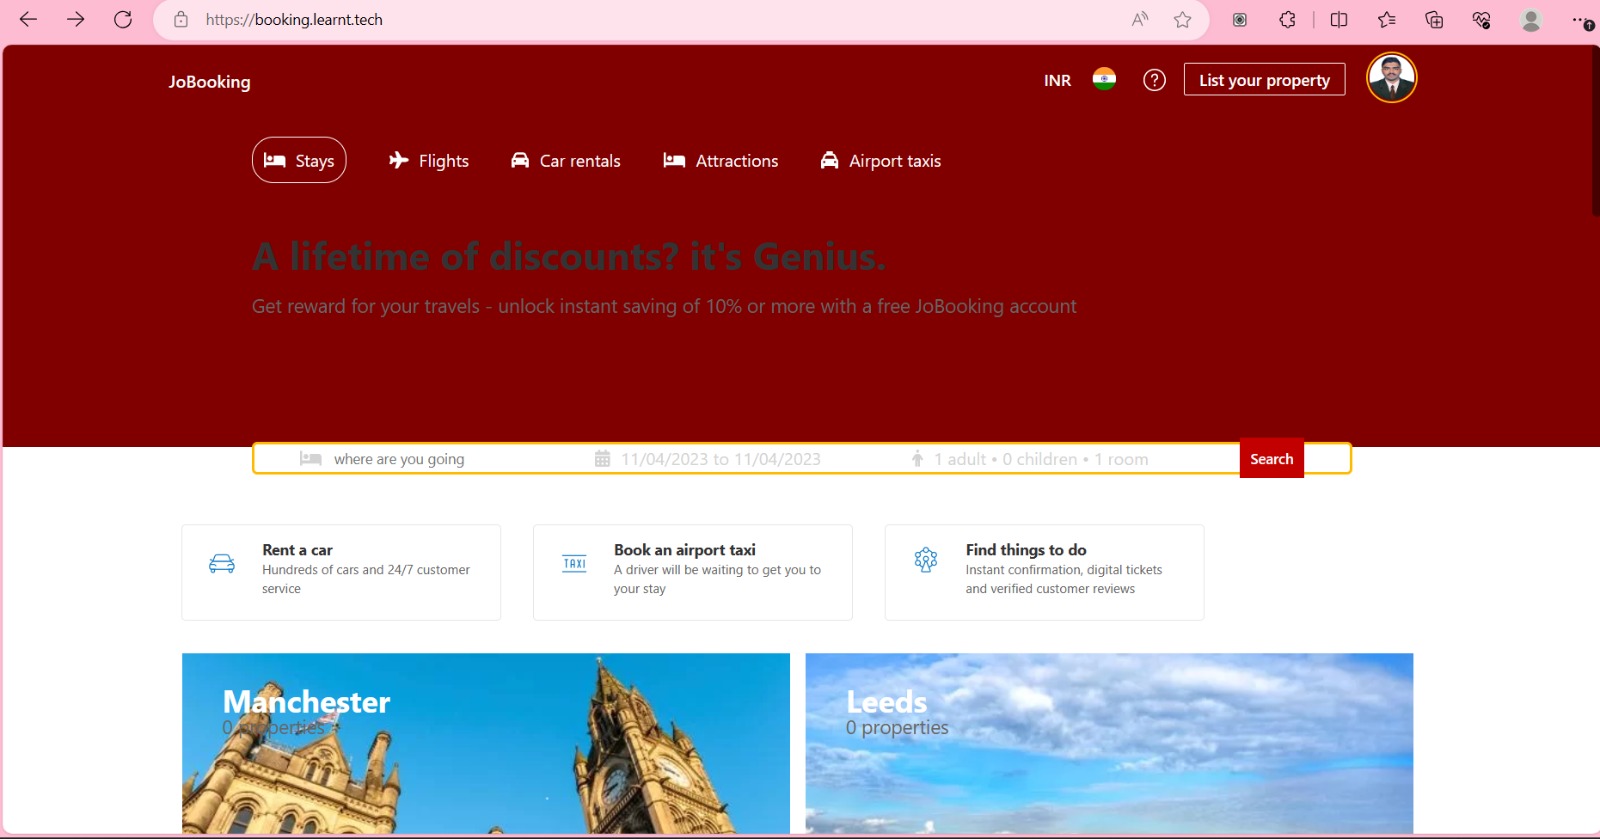 https://booking.learnt.tech
JoBooking
INR
List your property
Stays
Flights
Car rentals
Attractions
Airport taxis
A lifetime of discounts? it's Genius.
Get reward for your travels - unlock instant saving of 10% or more with a free JoBooking account
where are you going
11/04/2023 to 11/04/2023
1 adult • 0 children • 1 room
Search
Rent a car
Hundreds of cars and 24/7 customer
service
Book an airport taxi
TAXI
A driver will be waiting to get you to
your stay
Find things to do
Instant confirmation, digital tickets
and verified customer reviews
Manchester
0 properties
Leeds
0 properties